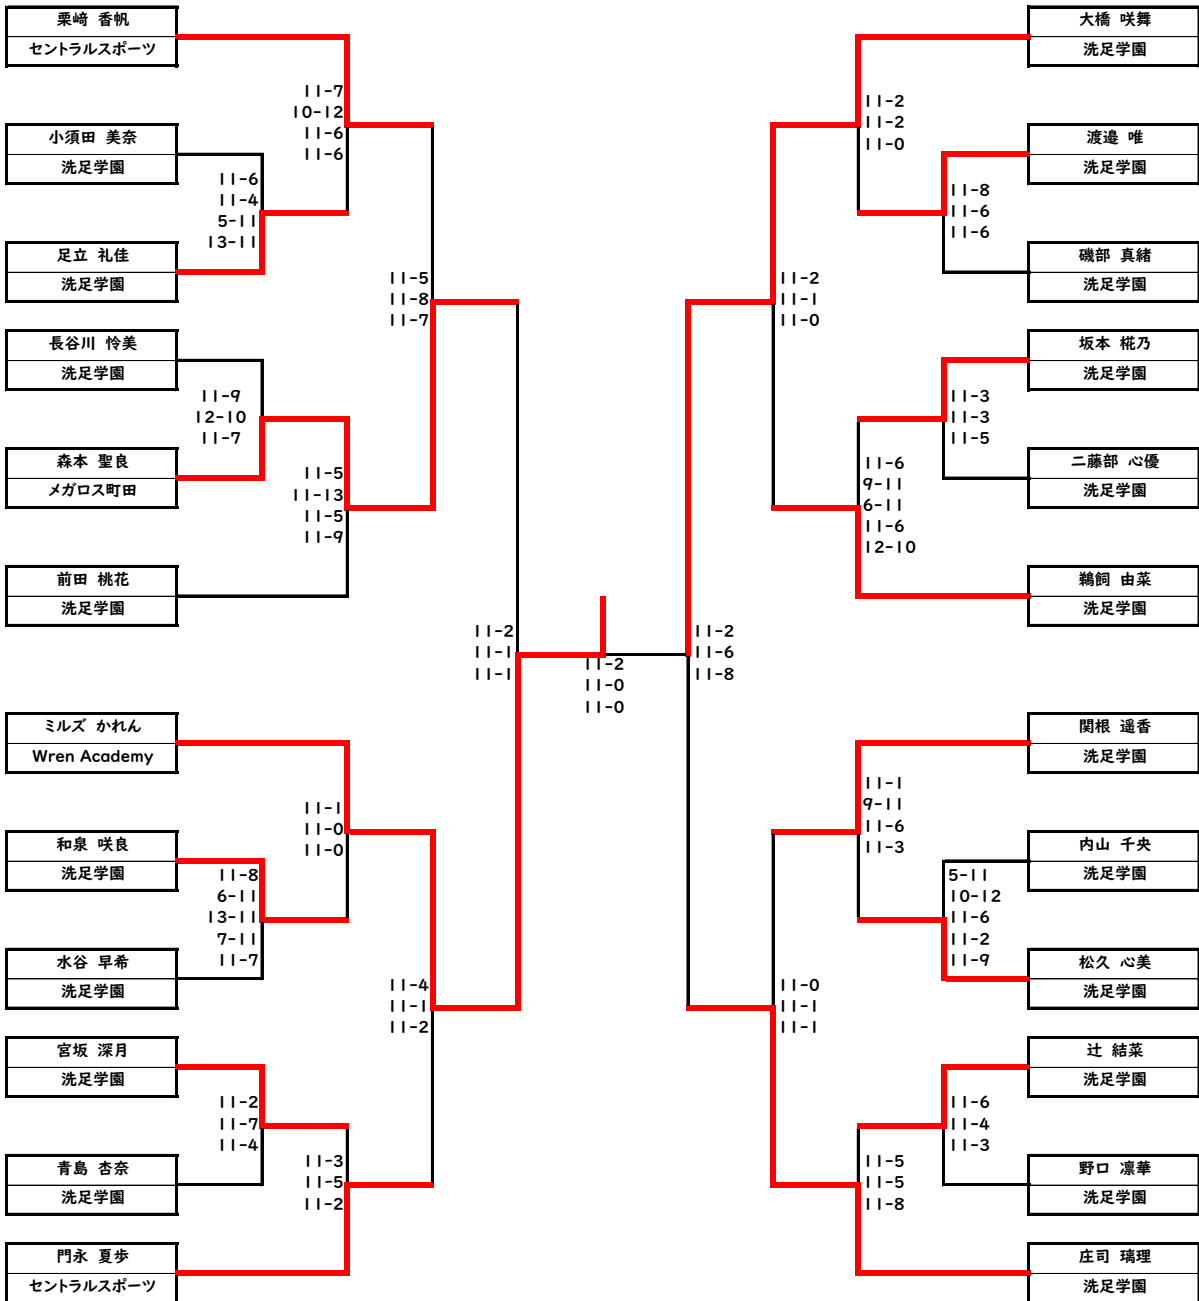 栗﨑 香帆
セントラルスポーツ
11-7
10-12
11-6
11-6
小須田 美奈
洗足学園
11-6
11-4
5-11
13-11
足立 礼佳
洗足学園
11-5
11-8
11-7
長谷川 怜美
洗足学園
11-9
12-10
11-7
森本 聖良
メガロス町田
11-5
11-13
11-5
11-9
前田 桃花
洗足学園
11-2
11-1
11-1
11-2
11-0
11-0
ミルズ かれん
Wren Academy
11-1
11-0
11-0
和泉 咲良
洗足学園
11-8
6-11
13-11
7-11
11-7
水谷 早希
洗足学園
11-4
11-1
11-2
宮坂 深月
洗足学園
11-2
11-7
11-4
青島 杏奈
洗足学園
11-3
11-5
11-2
門永 夏歩
セントラルスポーツ
大橋 咲舞
洗足学園
11-2
11-2
11-0
渡邉 唯
洗足学園
11-8
11-6
11-6
磯部 真緒
洗足学園
11-2
11-1
11-0
坂本 椛乃
洗足学園
11-3
11-3
11-5
二藤部 心優
洗足学園
11-6
9-11
6-11
11-6
12-10
鵜飼 由菜
洗足学園
11-2
11-6
11-8
関根 遥香
洗足学園
11-1
9-11
11-6
11-3
内山 千央
洗足学園
5-11
10-12
11-6
11-2
11-9
松久 心美
洗足学園
11-0
11-1
11-1
辻 結菜
洗足学園
11-6
11-4
11-3
野口 凛華
洗足学園
11-5
11-5
11-8
庄司 璃理
洗足学園